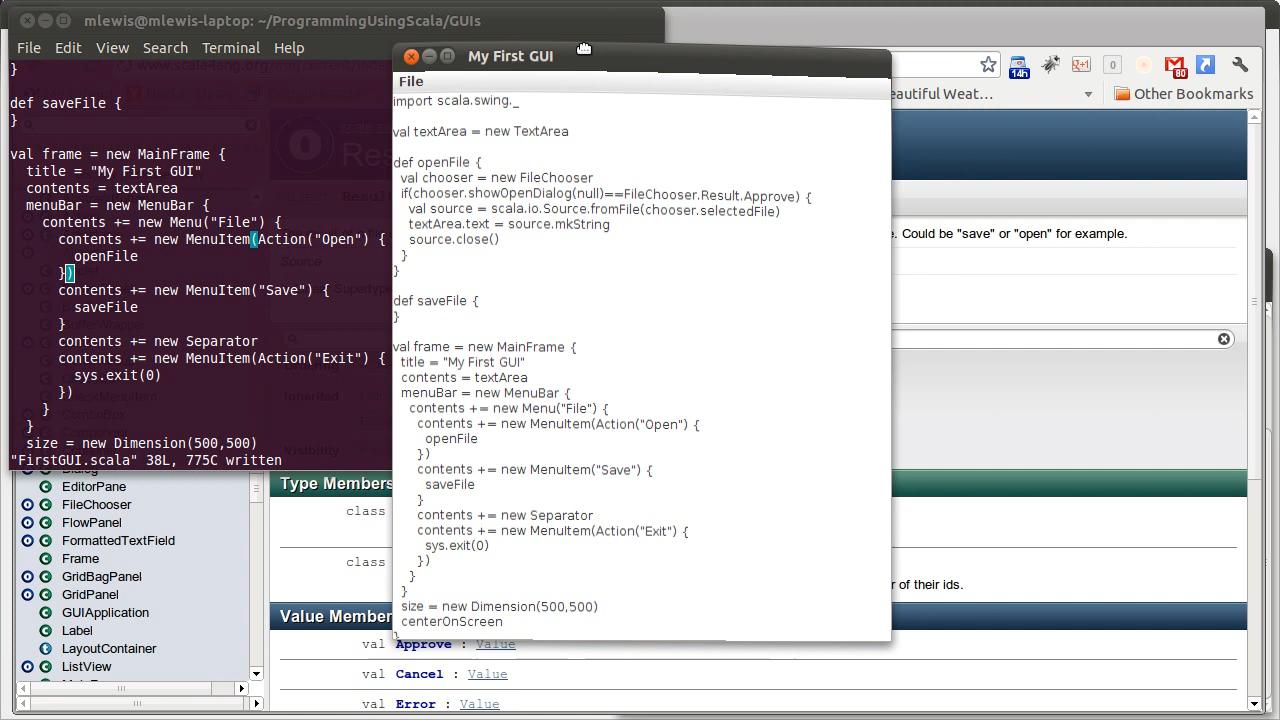 mlewis@mlewis-laptop: ~/ProgrammingUsingScala/GUIs
File Edit View Search Terminal Help
}
def saveFile {
}
val frame = new MainFrame {
title = "My First GUI"
contents = textArea
menuBar = new MenuBar {
contents += new Menu("File") {
contents += new MenuItem(Action("Open") {
openFile
})
contents += new MenuItem("Save") {
saveFile
}
contents += new Separator
contents += new MenuItem(Action("Exit") {
sys.exit(0)
})
}
}
size = new Dimension(500,500)
"FirstGUI.scala" 38L, 775C written
My First GUI
File
import scala.swing._
val textArea = new TextArea
def openFile {
val chooser = new FileChooser
if(chooser.showOpenDialog(null)==FileChooser.Result.Approve) {
val source = scala.io.Source.fromFile(chooser.selectedFile)
textArea.text = source.mkString
source.close()
}
}
def saveFile {
}
val frame = new MainFrame {
title = "My First GUI"
contents = textArea
menuBar = new MenuBar {
contents += new Menu("File") {
contents += new MenuItem(Action("Open") {
openFile
})
contents += new MenuItem("Save") {
saveFile
}
contents += new Separator
contents += new MenuItem(Action("Exit") {
sys.exit(0)
})
}
}
size = new Dimension(500,500)
centerOnScreen
}
14h
+1
0
80
eautiful Weat...
Other Bookmarks
e. Could be "save" or "open" for example.
EditorPane
FileChooser
FlowPanel
FormattedTextField
Frame
GridBagPanel
GridPanel
GUIApplication
Label
LayoutContainer
ListView
Type Members
class
class
r of their ids.
Value Members
val Approve : Value
val Cancel : Value
val Error : Value